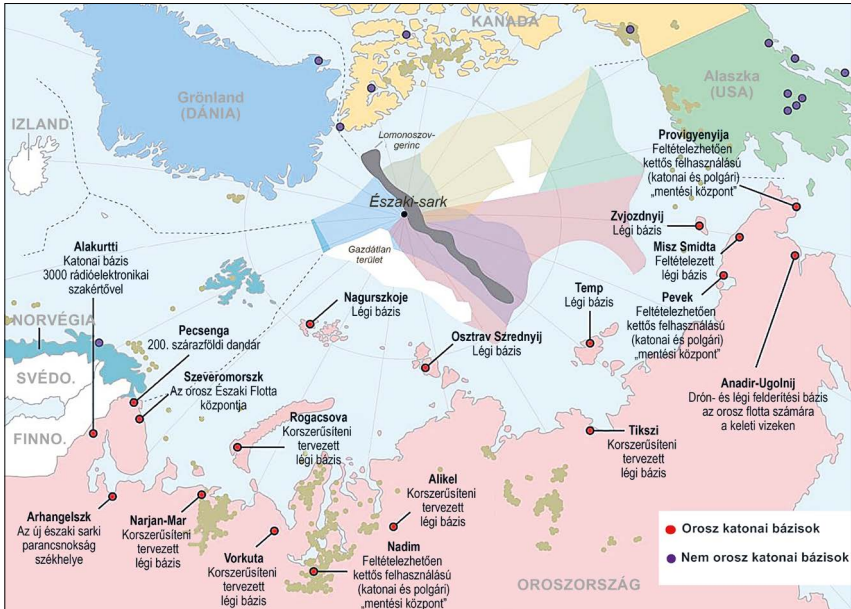 KANADA
Grönland
(DÁNIA)
Alaszka
(USA)
IZLAND
Lomonoszov-
gerinc
Északi-sark
Gazdátlan
terület
Provigyenyija
Feltételezhetően
kettős felhasználású
(katonai és polgári)
„mentési központ”
Zvjozdnyij
Légi bázis
Misz Smidta
Feltételezett
légi bázis
Pevek
Feltételezhetően
kettős felhasználású
(katonai és polgári)
„mentési központ”
Alakurtti
Katonai bázis
3000 rádióelektronikai
szakértővel
Nagurszkoje
Légi bázis
Temp
Légi bázis
Osztrav Szrednyij
Légi bázis
NORVÉGIA
Pecsenga
200. szárazföldi dandár
SVÉDO.
Szeveromorszk
Az orosz Északi Flotta
központja
FINNO.
Anadir-Ugolnij
Drón- és légi felderítési bázis
az orosz flotta számára
a keleti vizeken
Rogacsova
Korszerűsíteni
tervezett
légi bázis
Tikszi
Korszerűsíteni
tervezett
légi bázis
Arhangelszk
Az új északi sarki
parancsnokság
székhelye
Narjan-Mar
Korszerűsíteni
tervezett
légi bázis
Vorkuta
Korszerűsíteni
tervezett
légi bázis
Alikel
Korszerűsíteni
tervezett
légi bázis
Nadim
Feltételezhetően
kettős felhasználású
(katonai és polgári)
„mentési központ”
OROSZORSZÁG
Orosz katonai bázisok
Nem orosz katonai bázisok